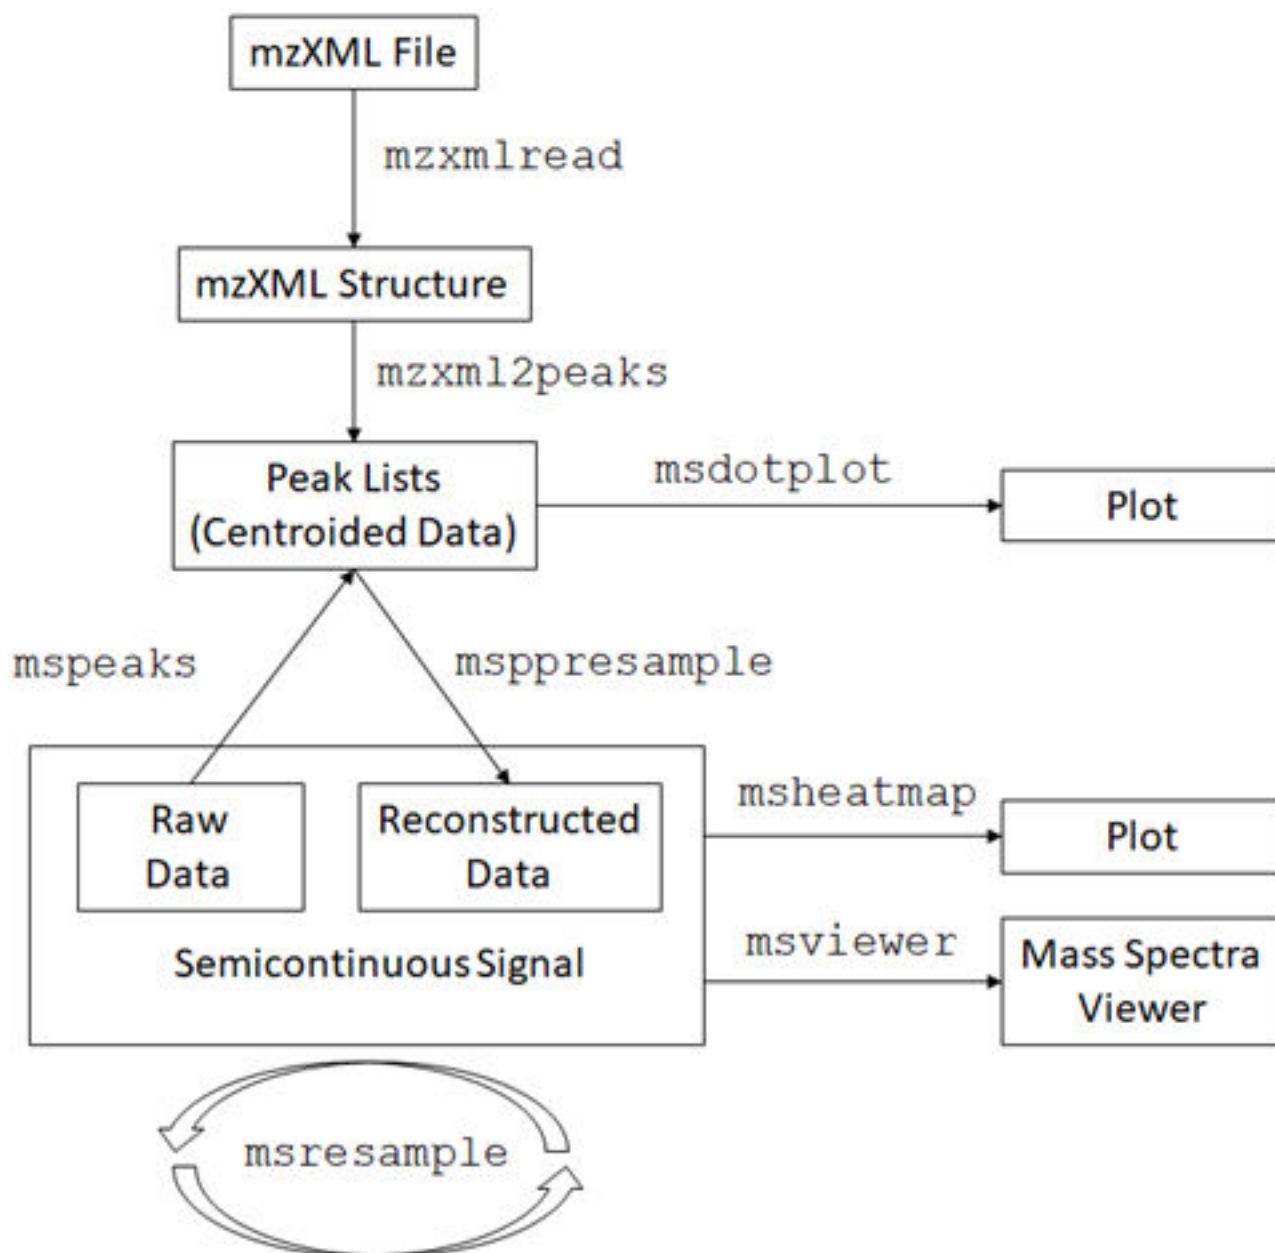 mzXML File
mzxmlread
mzXML Structure
mzxml2peaks
Peak Lists
(Centroided Data)
msdotplot
Plot
mspeaks
msppresample
Raw
Data
Reconstructed
Data
Semicontinuous Signal
msheatmap
Plot
msviewer
Mass Spectra
Viewer
msresample